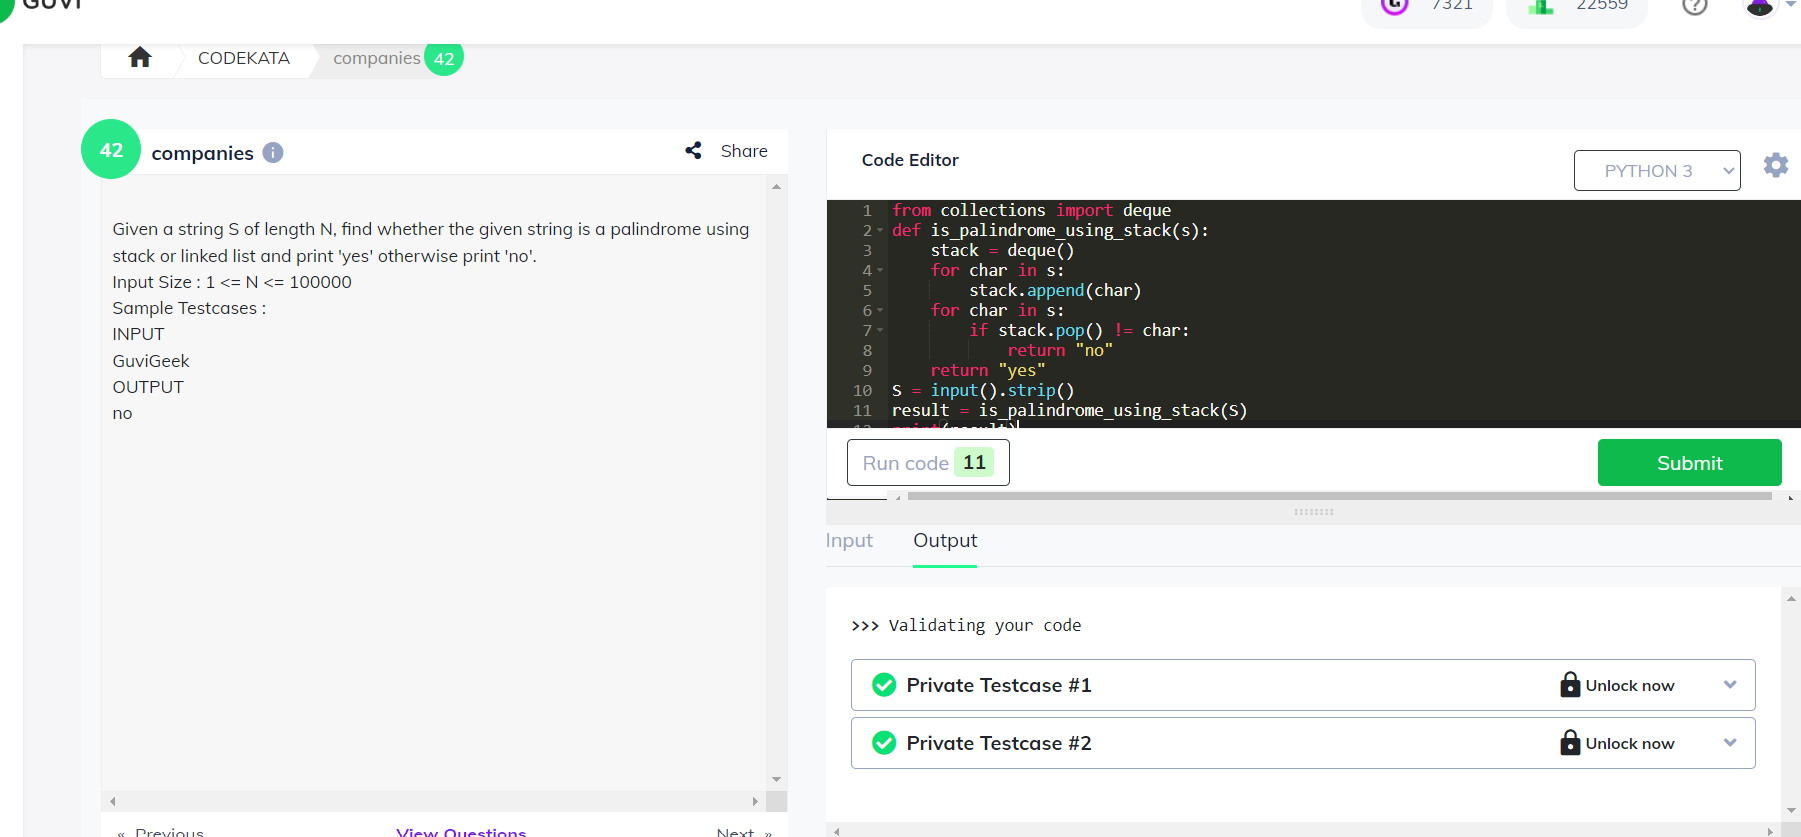 GUVI
7321
22559
CODEKATA
companies 42
42
companies
Share
Given a string S of length N, find whether the given string is a palindrome using
stack or linked list and print 'yes' otherwise print 'no'.
Input Size : 1 <= N <= 100000
Sample Testcases :
INPUT
GuviGeek
OUTPUT
no
« Previous
View Questions
Next »
Code Editor
PYTHON 3
1 from collections import deque
2 def is_palindrome_using_stack(s):
3     stack = deque()
4     for char in s:
5         stack.append(char)
6     for char in s:
7         if stack.pop() != char:
8             return "no"
9     return "yes"
10 S = input().strip()
11 result = is_palindrome_using_stack(S)
12 print(result)
Run code 11
Submit
Input
Output
>>> Validating your code
Private Testcase #1
Unlock now
Private Testcase #2
Unlock now